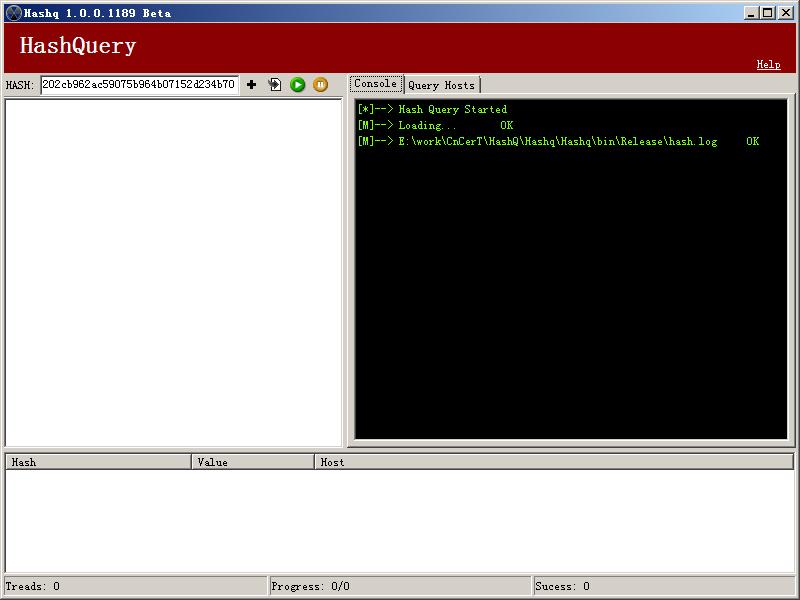 Hashq 1.0.0.1189 Beta
HashQuery
Help
HASH: 202cb962ac59075b964b07152d234b70
Console Query Hosts
[*]--> Hash Query Started
[M]--> Loading... OK
[M]--> E:\work\CnCerT\HashQ\Hashq\Hashq\bin\Release\hash.log OK
Hash Value Host
Treads: 0 Progress: 0/0 Sucess: 0